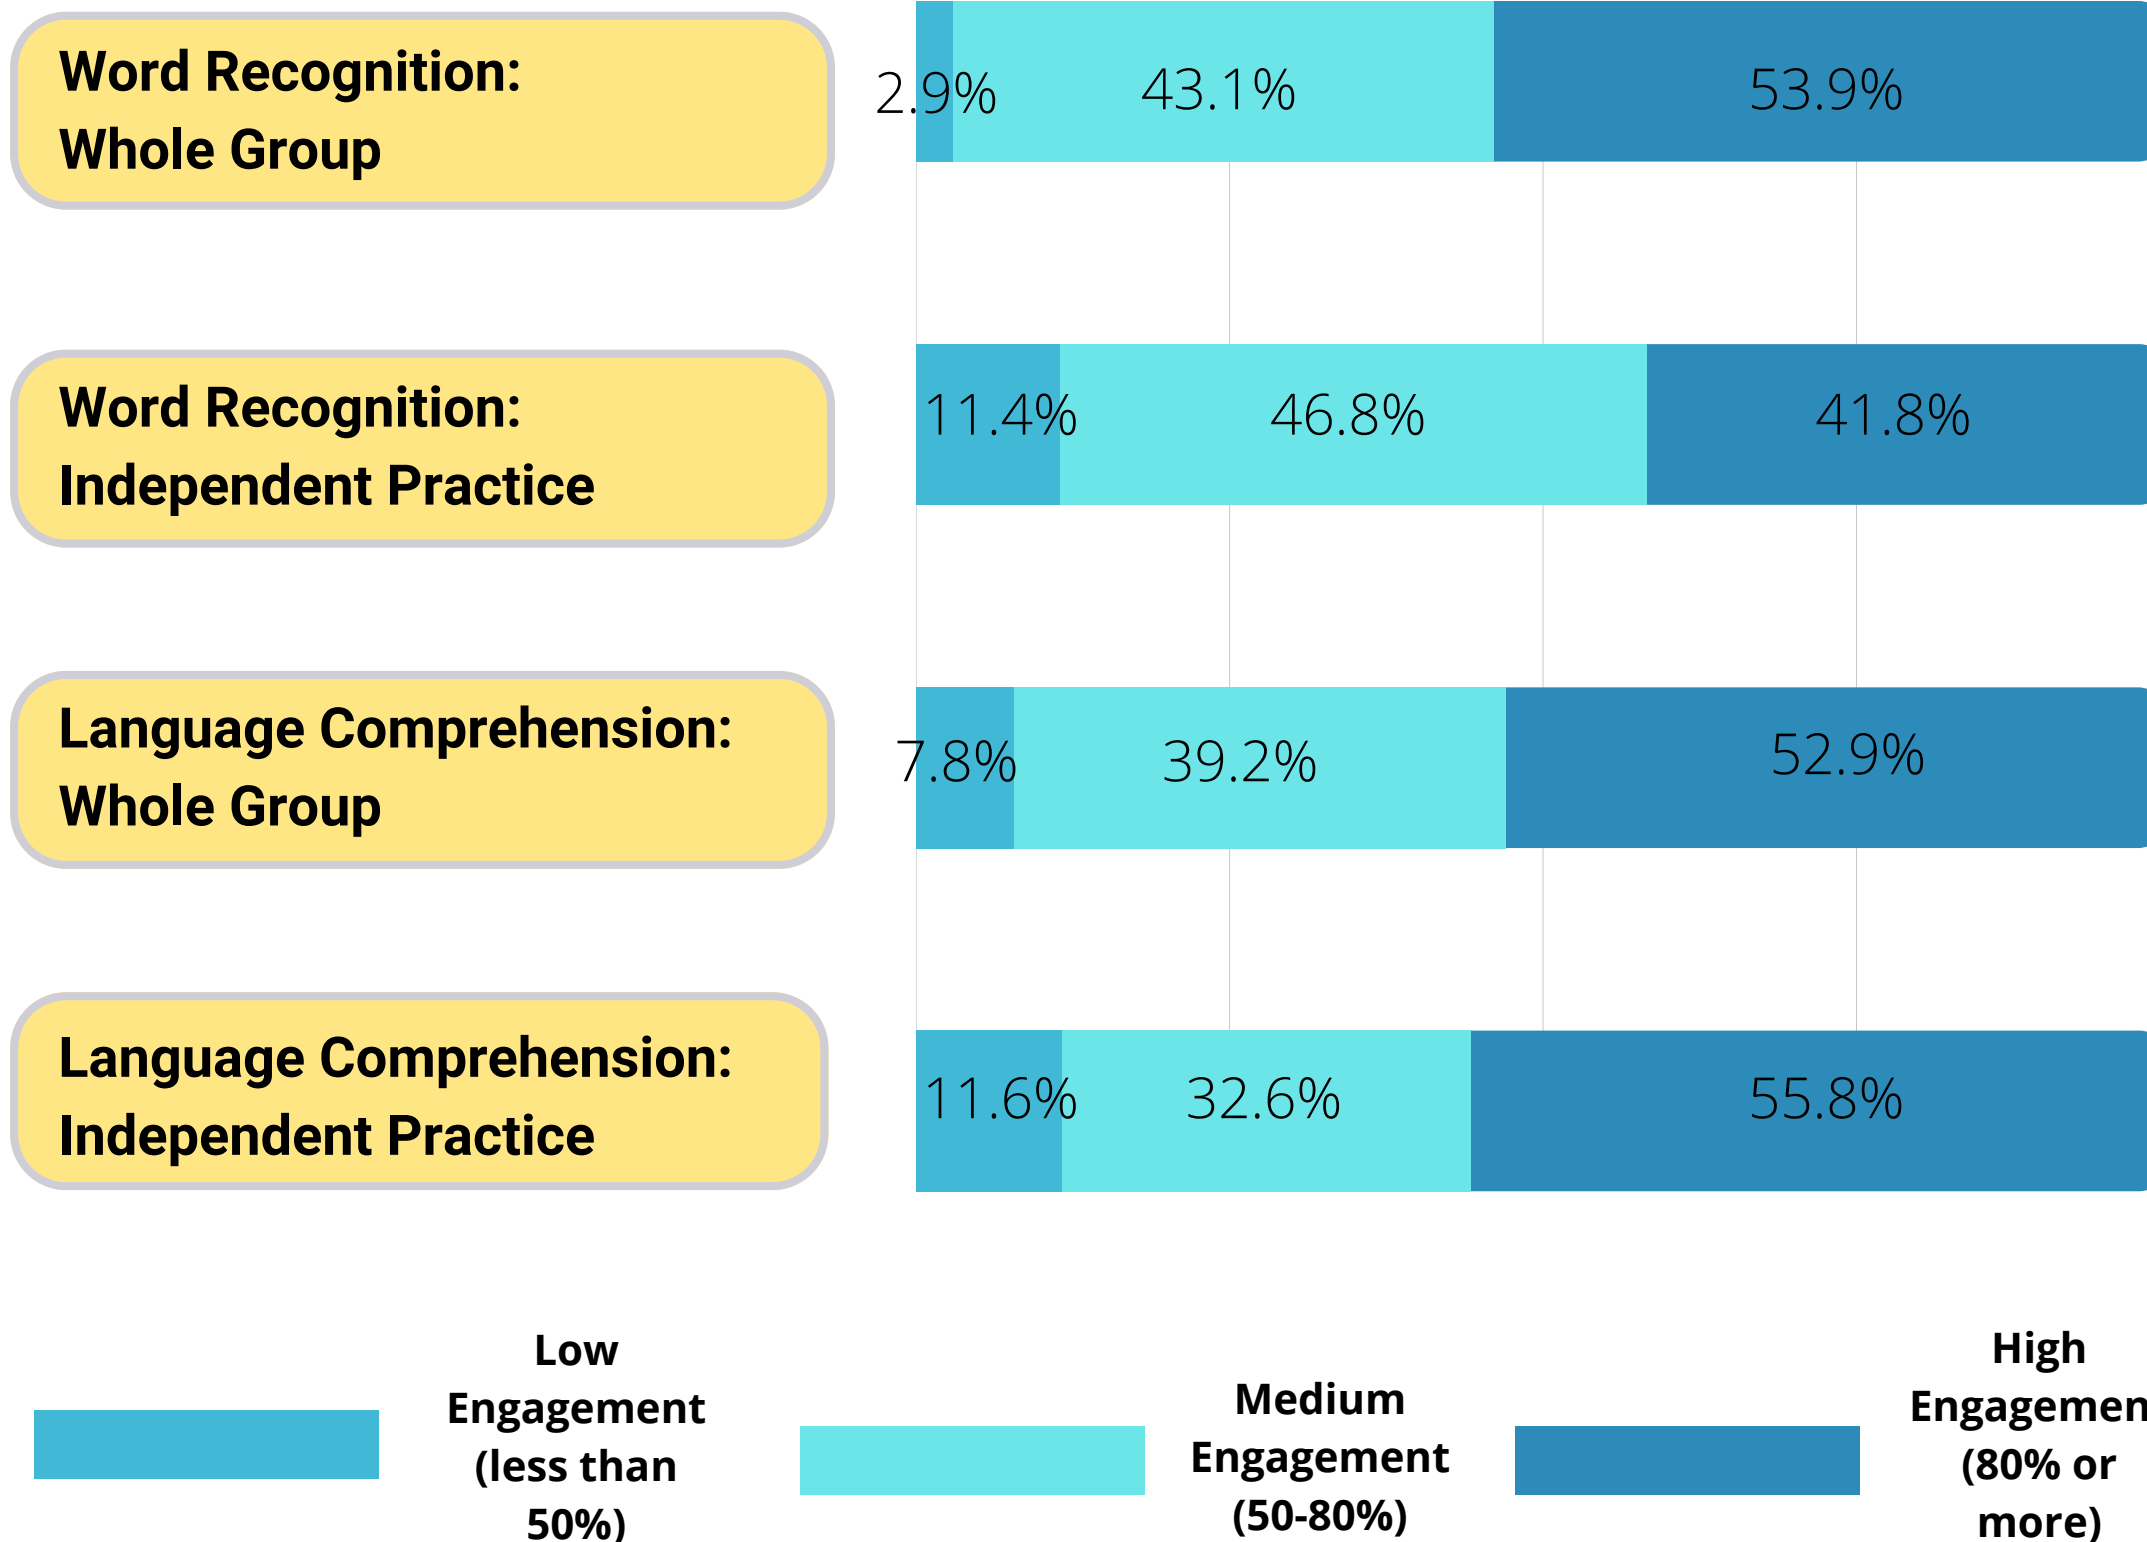 Word Recognition:
Whole Group
2.9% 43.1% 53.9%
Word Recognition:
Independent Practice
11.4% 46.8% 41.8%
Language Comprehension:
Whole Group
7.8% 39.2% 52.9%
Language Comprehension:
Independent Practice
11.6% 32.6% 55.8%
Low
Engagement
(less than
50%)
Medium
Engagement
(50-80%)
High
Engagemen
(80% or
more)